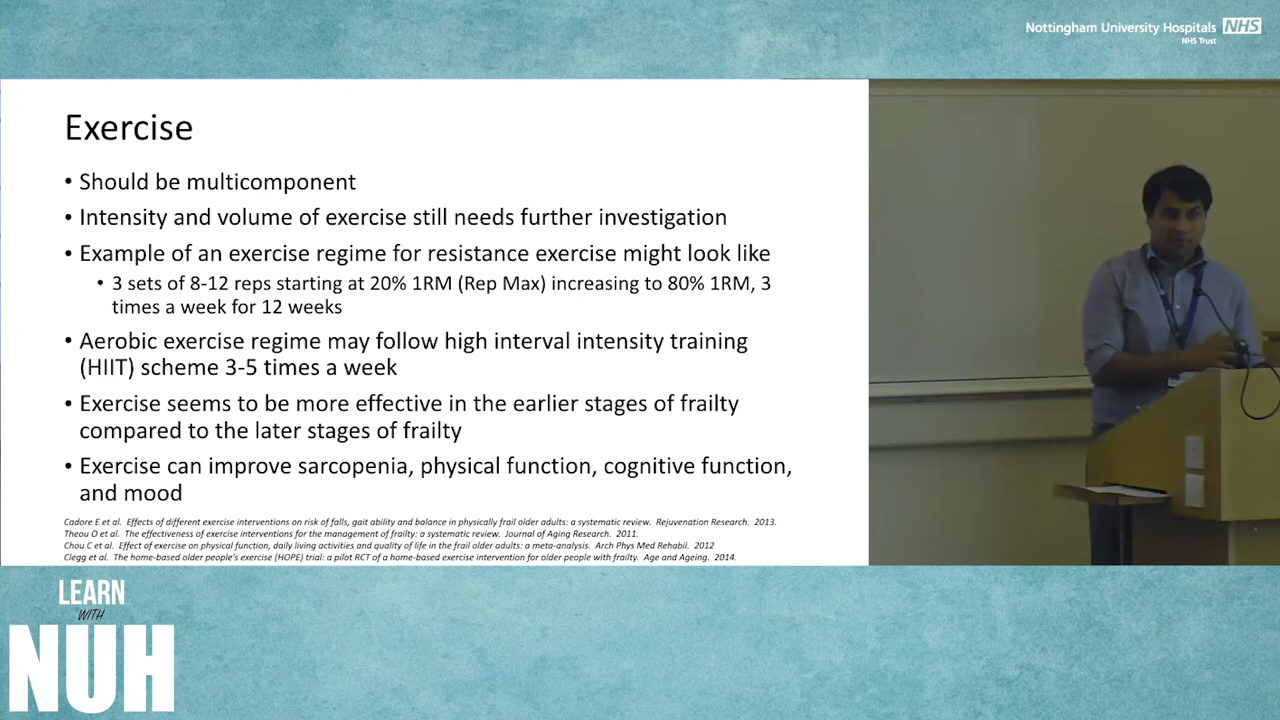 Nottingham University Hospitals NHS
NHS Trust
Exercise
• Should be multicomponent
• Intensity and volume of exercise still needs further investigation
• Example of an exercise regime for resistance exercise might look like
• 3 sets of 8-12 reps starting at 20% 1RM (Rep Max) increasing to 80% 1RM, 3
times a week for 12 weeks
• Aerobic exercise regime may follow high interval intensity training
(HIIT) scheme 3-5 times a week
• Exercise seems to be more effective in the earlier stages of frailty
compared to the later stages of frailty
• Exercise can improve sarcopenia, physical function, cognitive function,
and mood
Cadore E et al. Effects of different exercise interventions on risk of falls, gait ability and balance in physically frail older adults: a systematic review. Rejuvenation Research. 2013.
Theou O et al. The effectiveness of exercise interventions for the management of frailty: a systematic review. Journal of Aging Research. 2011.
Chou C et al. Effect of exercise on physical function, daily living activities and quality of life in the frail older adults: a meta-analysis. Arch Phys Med Rehabil. 2012
Clegg et al. The home-based older people's exercise (HOPE) trial: a pilot RCT of a home-based exercise intervention for older people with frailty. Age and Ageing. 2014.
LEARN
WITH
NUH